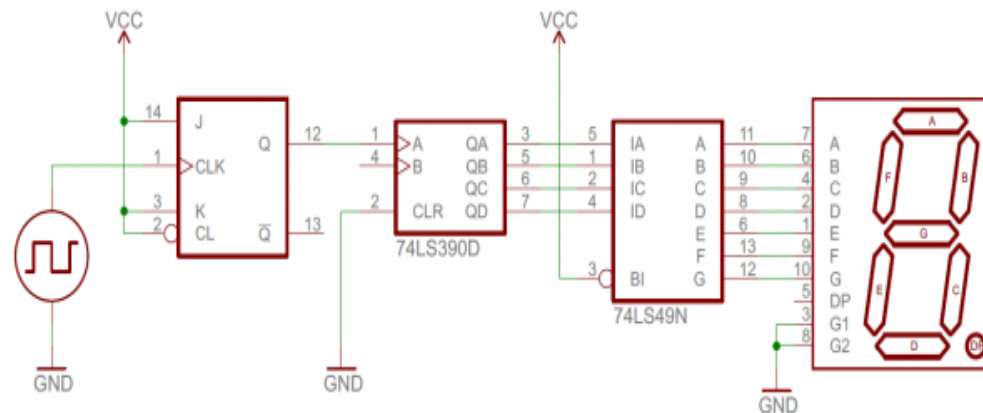 VCC
VCC
14 J
Q 12
1 CLK
3 K
2 CL
Q 13
1 A QA 3
4 B QB 5
QC 6
2 CLR QD 7
74LS390D
5 IA A 11
1 IB B 10
2 IC C 9
4 ID D 8
E 6
F 13
3 BI G 12
74LS49N
7 A
6 B
4 C
2 D
1 E
9 F
10 G
5 DP
3 G1
8 G2
A
F
B
G
E
C
D
DP
GND
GND
GND